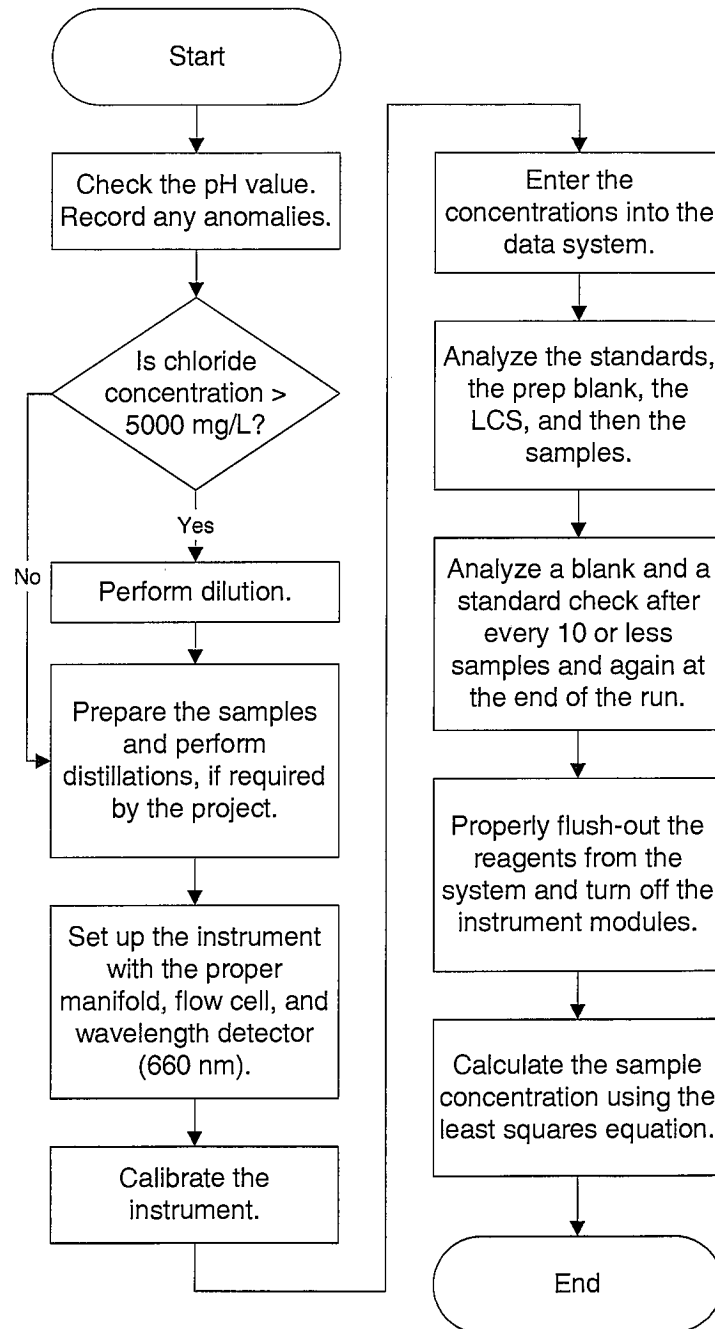 Start
Check the pH value.
Record any anomalies.
Is chloride
concentration >
5000 mg/L?
Yes
No
Perform dilution.
Prepare the samples
and perform
distillations, if required
by the project.
Set up the instrument
with the proper
manifold, flow cell, and
wavelength detector
(660 nm).
Calibrate the
instrument.
Enter the
concentrations into the
data system.
Analyze the standards,
the prep blank, the
LCS, and then the
samples.
Analyze a blank and a
standard check after
every 10 or less
samples and again at
the end of the run.
Properly flush-out the
reagents from the
system and turn off the
instrument modules.
Calculate the sample
concentration using the
least squares equation.
End